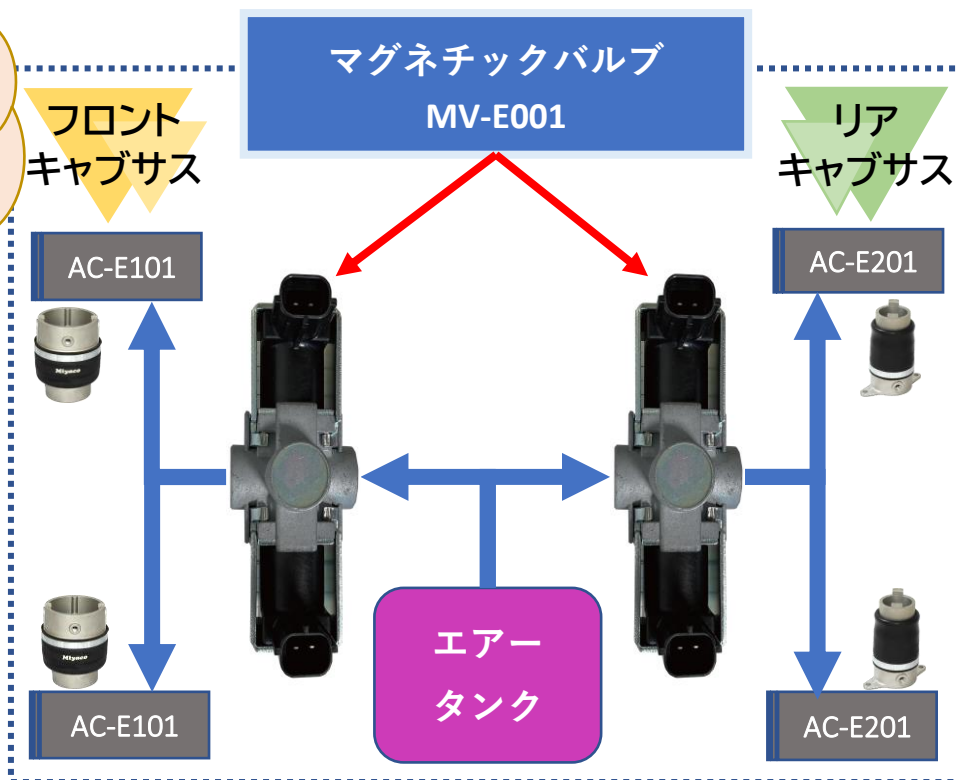 マグネチックバルブ
MV-E001
フロント
キャブサス
リア
キャブサス
AC-E101
AC-E201
Miyaco
Miyaco
エアー
タンク
AC-E101
AC-E201